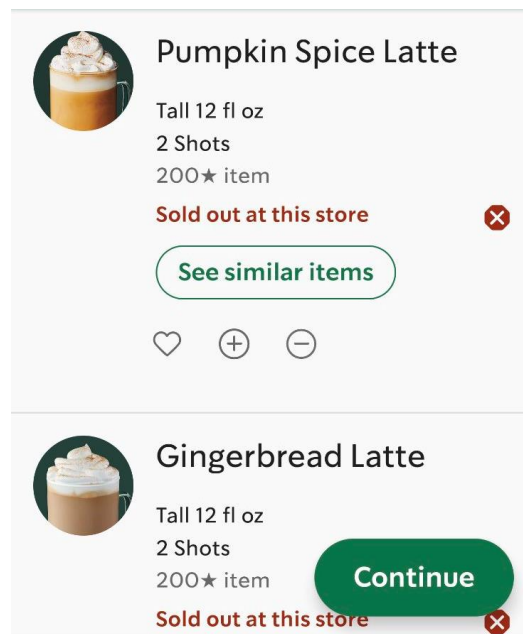 Pumpkin Spice Latte
Tall 12 fl oz
2 Shots
200★ item
Sold out at this store
See similar items
Gingerbread Latte
Tall 12 fl oz
2 Shots
200★ item
Continue
Sold out at this store